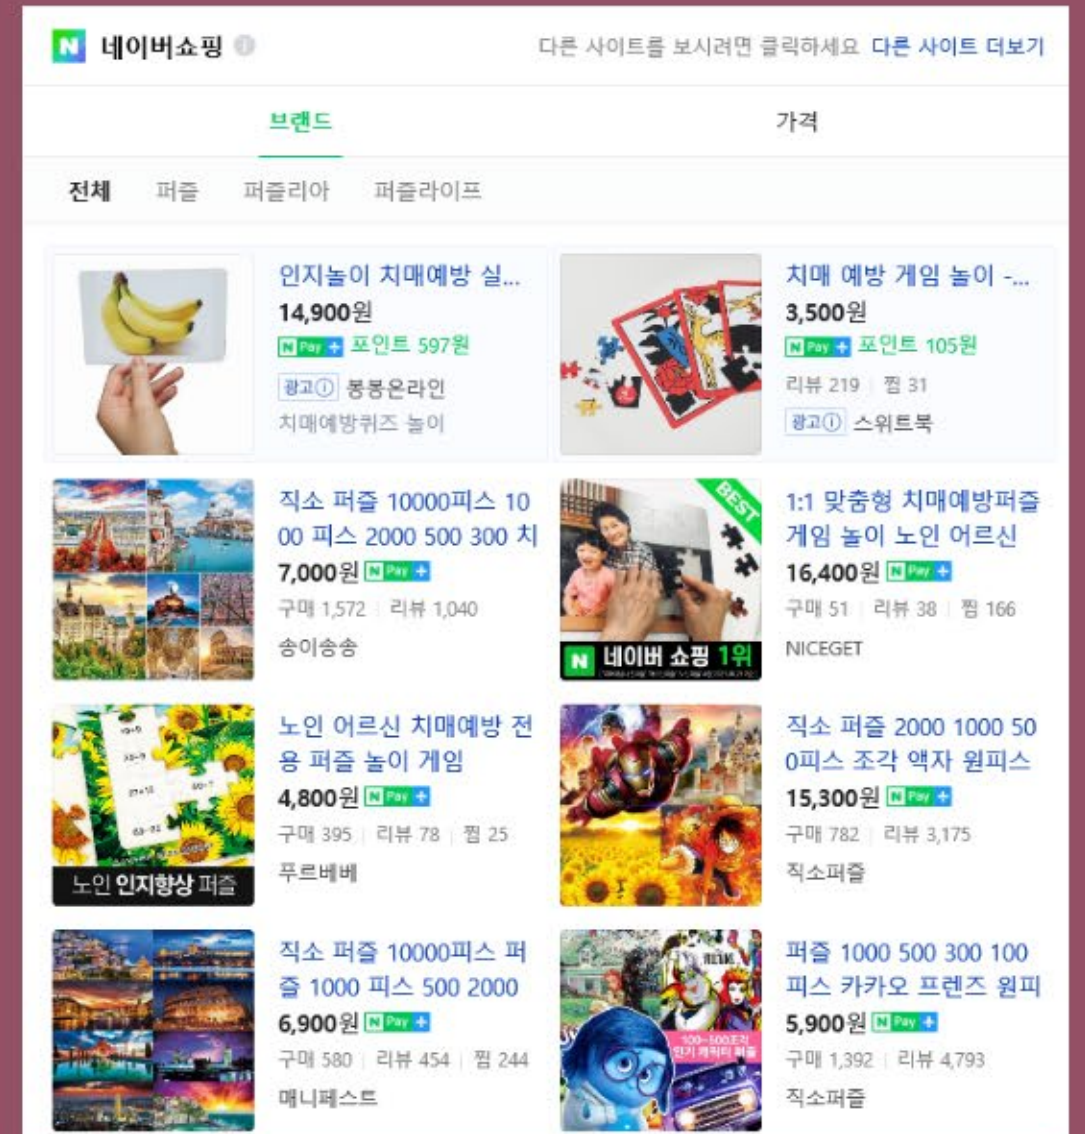 네이버쇼핑
다른 사이트를 보시려면 클릭하세요 다른 사이트 더보기
브랜드 가격
전체 퍼즐 퍼즐리아 퍼즐라이프
인지놀이 치매예방 실...
14,900원
N Pay + 포인트 597원
광고 봉봉온라인
치매예방퀴즈 놀이
치매 예방 게임 놀이 -...
3,500원
N Pay + 포인트 105원
리뷰 219 찜 31
광고 스위트북
직소 퍼즐 10000피스 10
00 피스 2000 500 300 치
7,000원 N Pay +
구매 1,572 리뷰 1,040
송이송송
BEST
N 네이버 쇼핑 1위
1:1 맞춤형 치매예방퍼즐
게임 놀이 노인 어르신
16,400원 N Pay +
구매 51 리뷰 38 찜 166
NICEGET
노인 인지향상 퍼즐
노인 어르신 치매예방 전
용 퍼즐 놀이 게임
4,800원 N Pay +
구매 395 리뷰 78 찜 25
푸르베베
직소 퍼즐 2000 1000 50
0피스 조각 액자 원피스
15,300원 N Pay +
구매 782 리뷰 3,175
직소퍼즐
직소 퍼즐 10000피스 퍼
즐 1000 피스 500 2000
6,900원 N Pay +
구매 580 리뷰 454 찜 244
매니페스트
100~500조각
인기 캐릭터 퍼즐
퍼즐 1000 500 300 100
피스 카카오 프렌즈 원피
5,900원 N Pay +
구매 1,392 리뷰 4,793
직소퍼즐